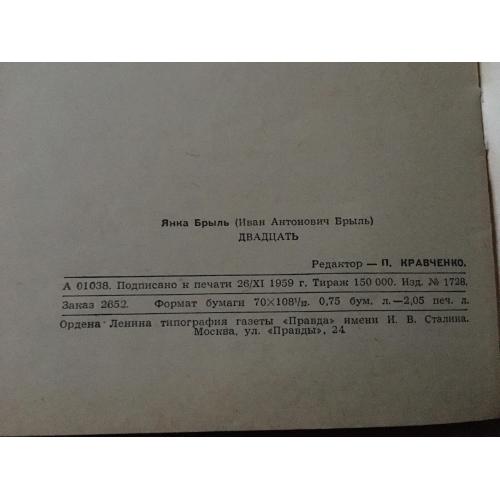 Янка Брыль (Иван Антонович Брыль)
ДВАДЦАТЬ
Редактор — П. КРАВЧЕНКО.
А 01038. Подписано к печати 26/XI 1959 г. Тираж 150 000. Изд. № 1728.
Заказ 2652. Формат бумаги 70×108¹/₃₂. 0,75 бум. л.—2,05 печ. л.
Ордена Ленина типография газеты «Правда» имени И. В. Сталина.
Москва, ул. «Правды», 24